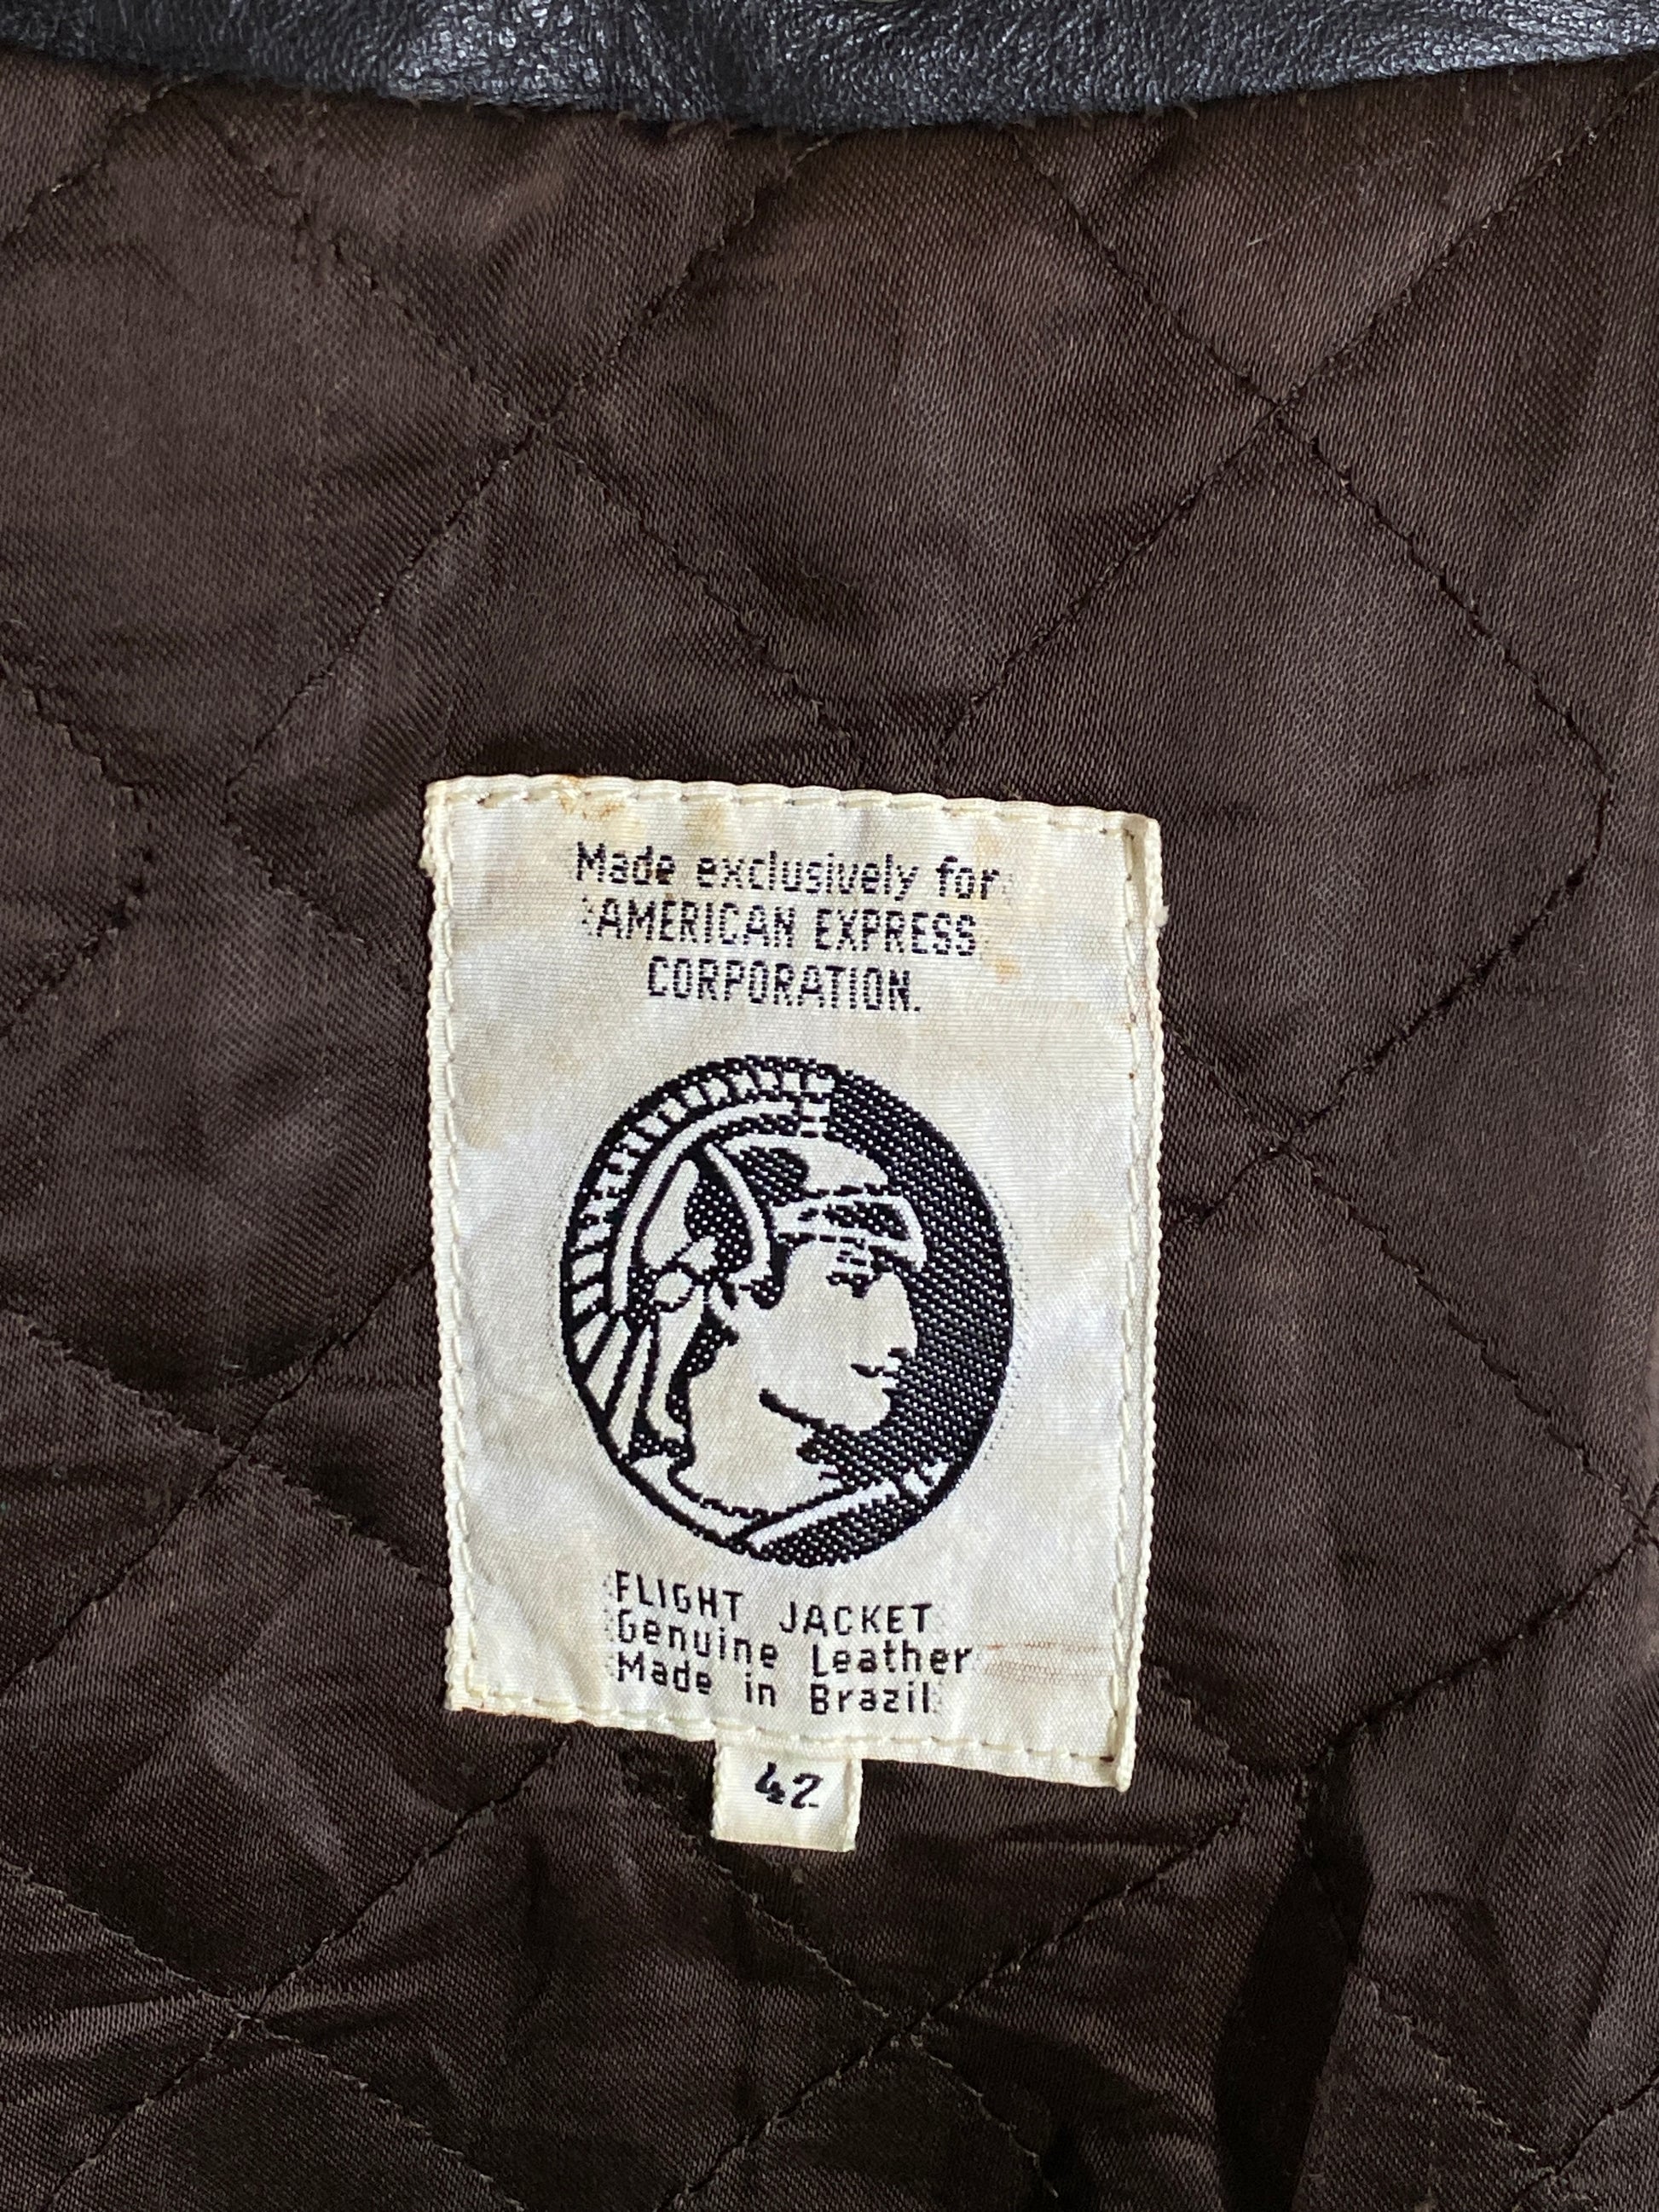 Made exclusively for
AMERICAN EXPRESS
CORPORATION.
FLIGHT JACKET
Genuine Leather
Made in Brazil
42